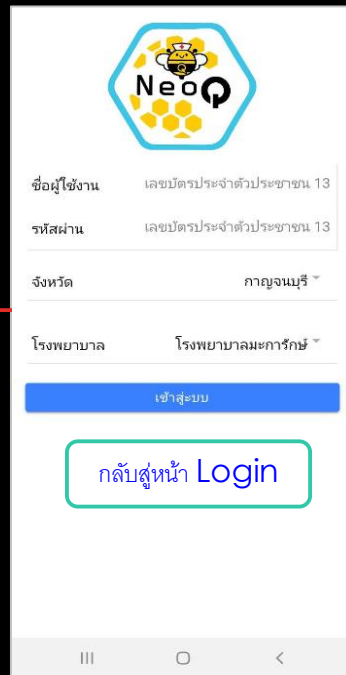 NeoQ
ชื่อผู้ใช้งาน เลขบัตรประจำตัวประชาชน 13
รหัสผ่าน เลขบัตรประจำตัวประชาชน 13
จังหวัด กาญจนบุรี
โรงพยาบาล โรงพยาบาลมะการักษ์
เข้าสู่ะบบ
กลับสู่หน้า Login